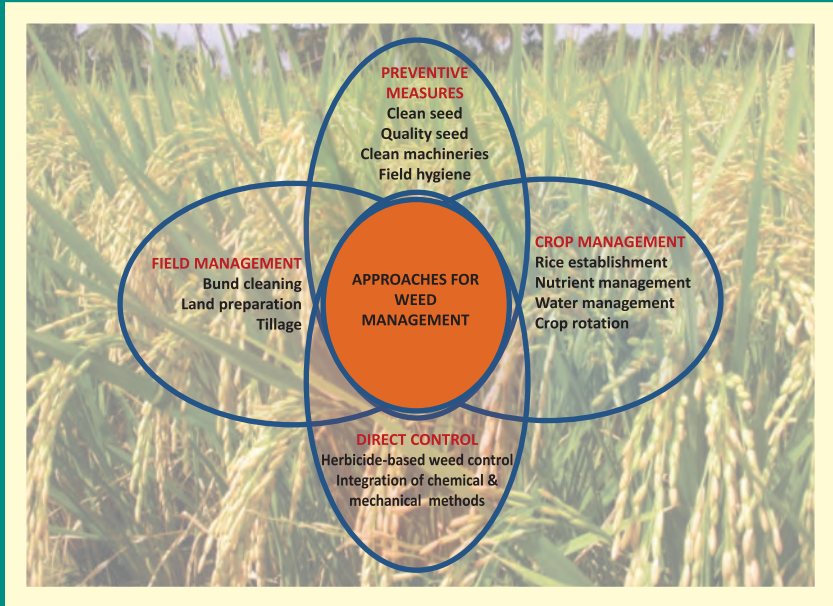 PREVENTIVE
MEASURES
Clean seed
Quality seed
Clean machineries
Field hygiene
FIELD MANAGEMENT
Bund cleaning
Land preparation
Tillage
APPROACHES FOR
WEED
MANAGEMENT
CROP MANAGEMENT
Rice establishment
Nutrient management
Water management
Crop rotation
DIRECT CONTROL
Herbicide-based weed control
Integration of chemical &
mechanical methods